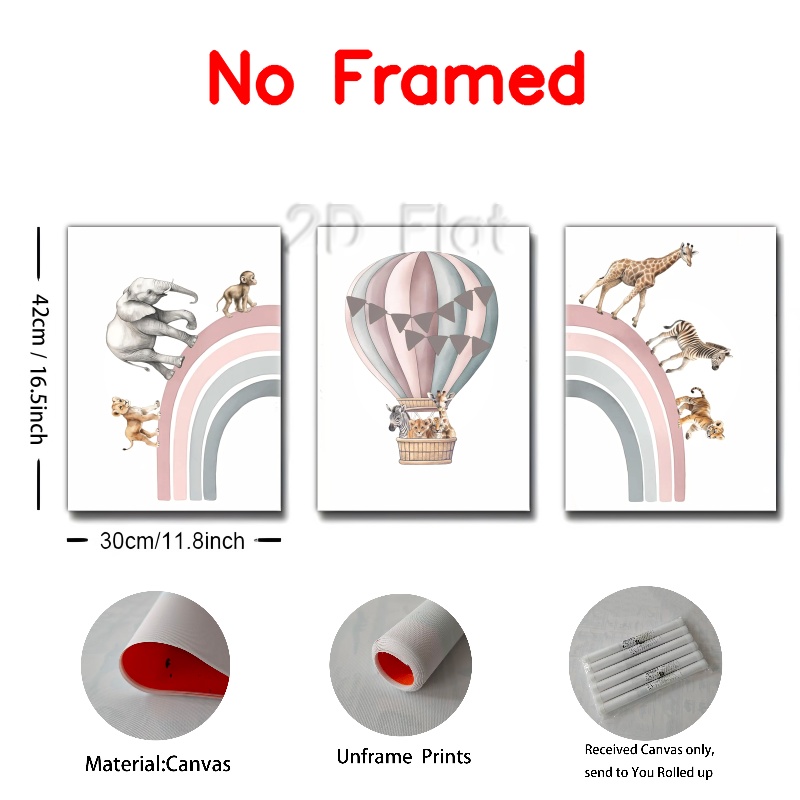 No Framed
2D Flat
42cm / 16.5inch
30cm/11.8inch
Material:Canvas
Unframe Prints
Received Canvas only,
send to You Rolled up